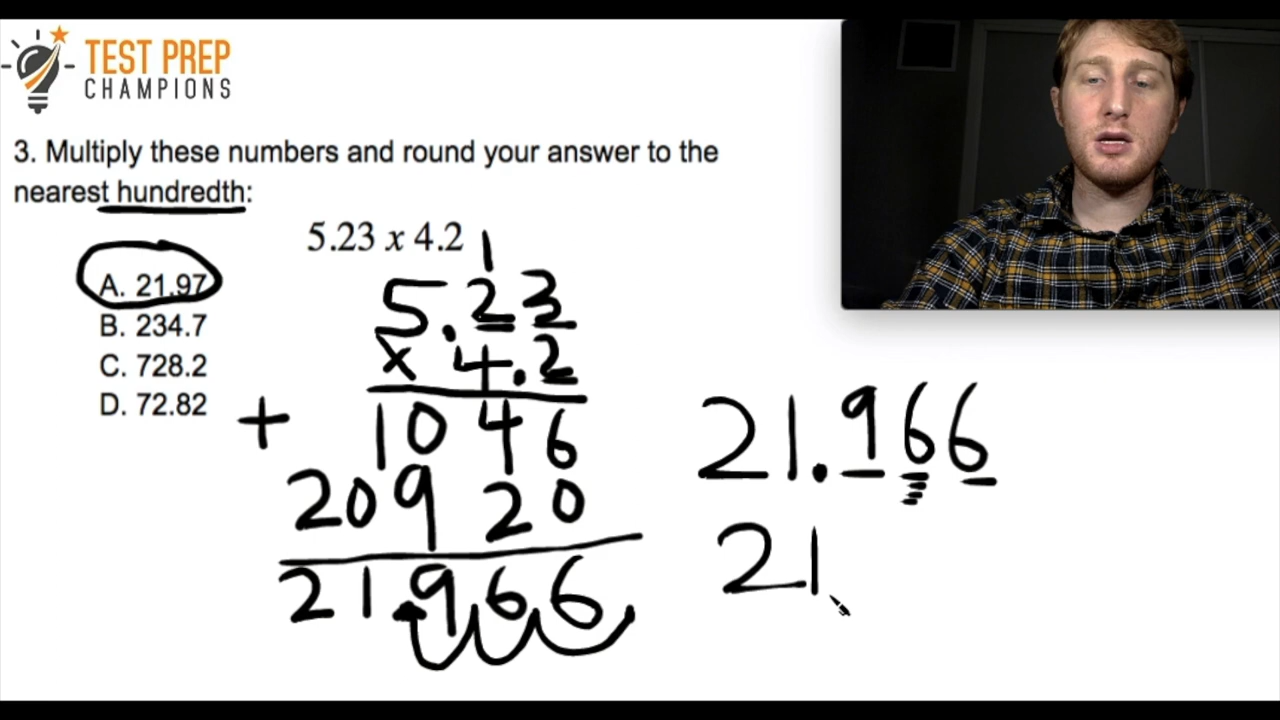 TEST PREP
CHAMPIONS
3. Multiply these numbers and round your answer to the
nearest hundredth:
5.23 x 4.2
A. 21.97
B. 234.7
C. 728.2
D. 72.82
1
5.23
x 4.2
1046
+
20920
21966
21.966
21